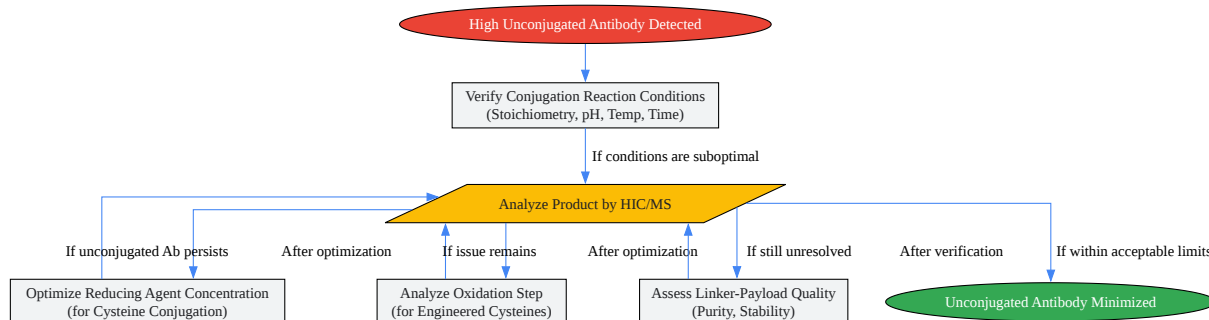 High Unconjugated Antibody Detected
Verify Conjugation Reaction Conditions
(Stoichiometry, pH, Temp, Time)
If conditions are suboptimal
Analyze Product by HIC/MS
If unconjugated Ab persists
After optimization
If issue remains
After optimization
If still unresolved
After verification
If within acceptable limits
Optimize Reducing Agent Concentration
(for Cysteine Conjugation)
Analyze Oxidation Step
(for Engineered Cysteines)
Assess Linker-Payload Quality
(Purity, Stability)
Unconjugated Antibody Minimized